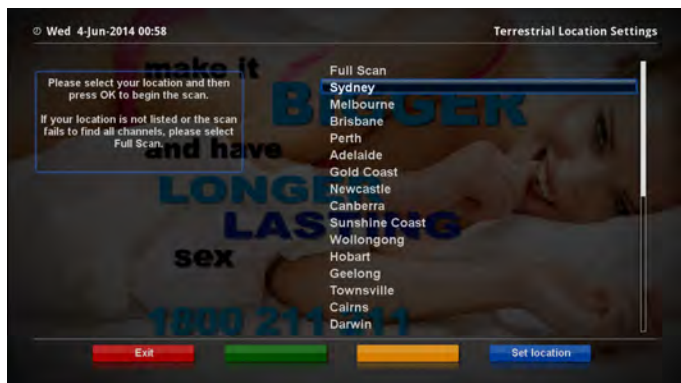 Wed 4-Jun-2014 00:58
Terrestrial Location Settings
Please select your location and then
press OK to begin the scan.
If your location is not listed or the scan
fails to find all channels, please select
Full Scan.
Full Scan
Sydney
Melbourne
Brisbane
Perth
Adelaide
Gold Coast
Newcastle
Canberra
Sunshine Coast
Wollongong
Hobart
Geelong
Townsville
Cairns
Darwin
make it
BIGGER
and have
LONGER
LASTING
sex
1800 211 311
Exit
Set location